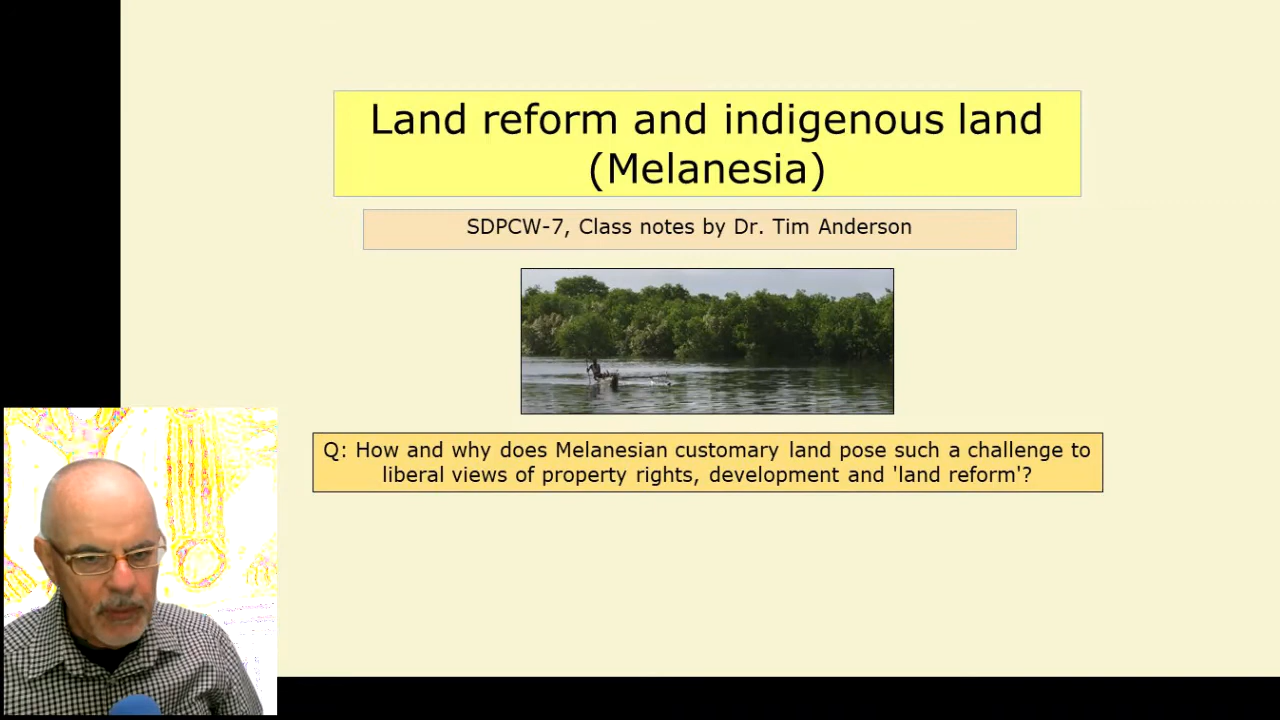 Land reform and indigenous land
(Melanesia)
SDPCW-7, Class notes by Dr. Tim Anderson
Q: How and why does Melanesian customary land pose such a challenge to
liberal views of property rights, development and 'land reform'?